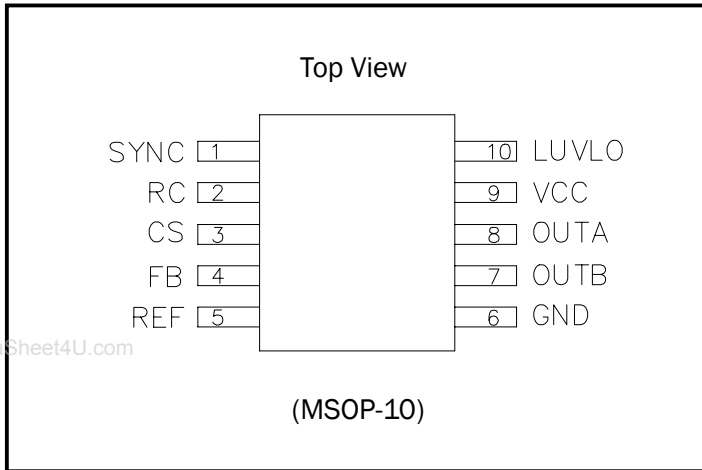 Top View
SYNC 1
10 LUVLO
RC 2
9 VCC
CS 3
8 OUTA
FB 4
7 OUTB
REF 5
6 GND
aSheet4U.com
(MSOP-10)